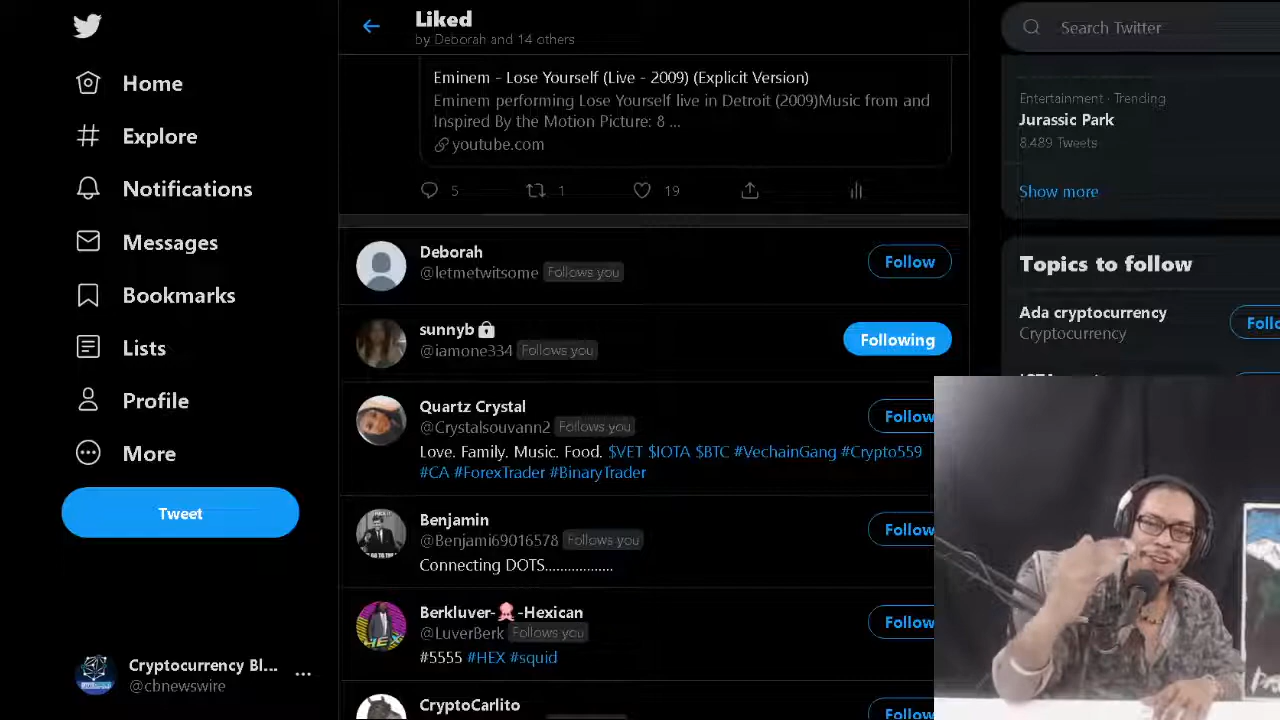 Home
Explore
Notifications
Messages
Bookmarks
Lists
Profile
More
Tweet
Cryptocurrency Bl...
@cbnewswire
Liked
by Deborah and 14 others
Eminem - Lose Yourself (Live - 2009) (Explicit Version)
Eminem performing Lose Yourself live in Detroit (2009)Music from and
Inspired By the Motion Picture: 8 ...
youtube.com
5 1 19
Deborah
@letmetwitsome Follows you
Follow
sunnyb
@iamone334 Follows you
Following
Quartz Crystal
@Crystalsouvann2 Follows you
Follow
Love. Family. Music. Food. $VET $IOTA $BTC #VechainGang #Crypto559
#CA #ForexTrader #BinaryTrader
Benjamin
@Benjami69016578 Follows you
Follow
Connecting DOTS...................
Berkluver- -Hexican
@LuverBerk Follows you
Follow
#5555 #HEX #squid
CryptoCarlito
Follow
Search Twitter
Entertainment · Trending
Jurassic Park
8,489 Tweets
Show more
Topics to follow
Ada cryptocurrency
Cryptocurrency
Follo